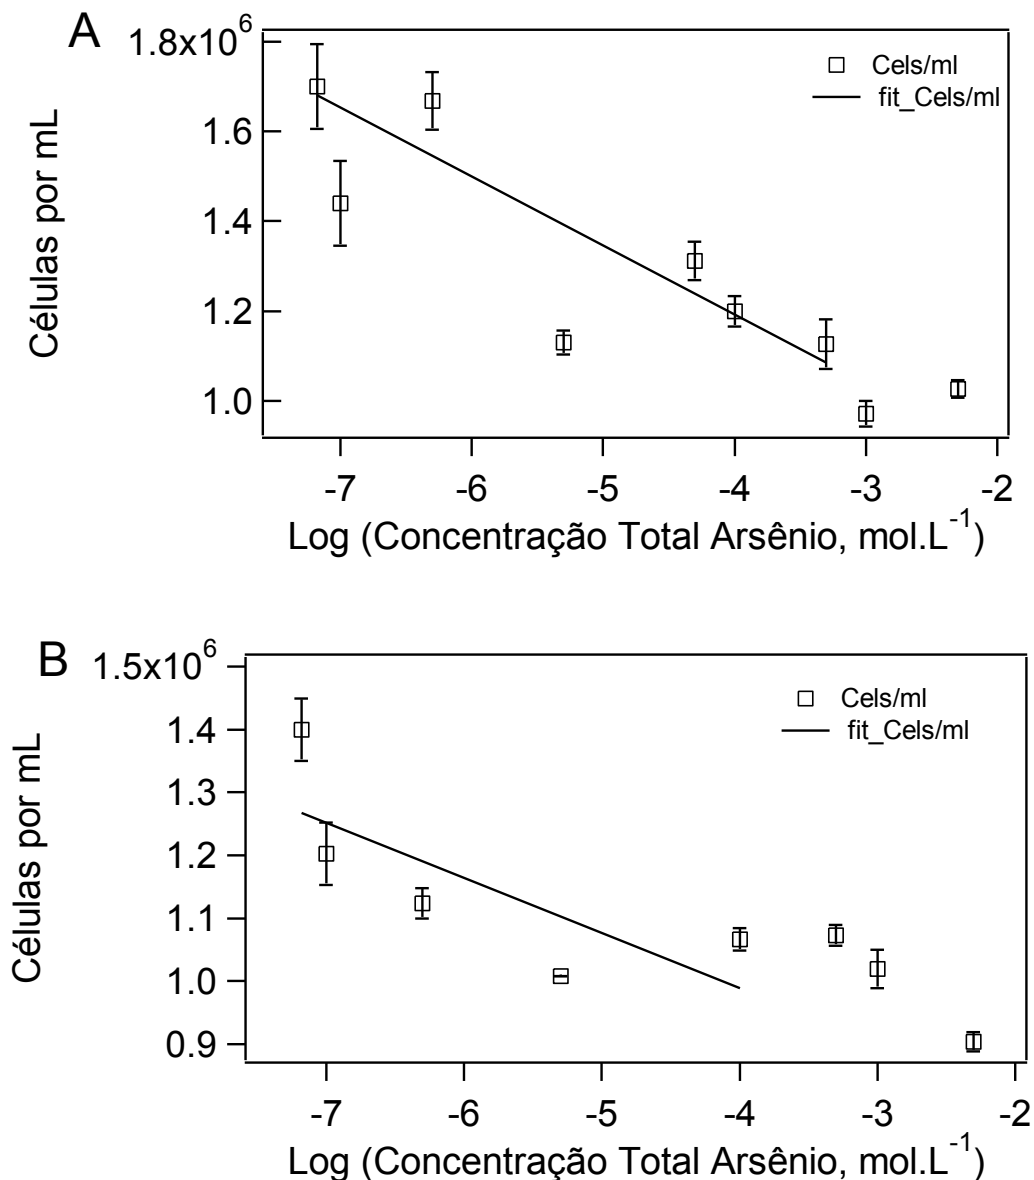 A
1.8x10^6
1.6
1.4
1.2
1.0
Células por mL
Cels/ml
fit_Cels/ml
-7 -6 -5 -4 -3 -2
Log (Concentração Total Arsênio, mol.L^-1)
B
1.5x10^6
1.4
1.3
1.2
1.1
1.0
0.9
Células por mL
Cels/ml
fit_Cels/ml
-7 -6 -5 -4 -3 -2
Log (Concentração Total Arsênio, mol.L^-1)